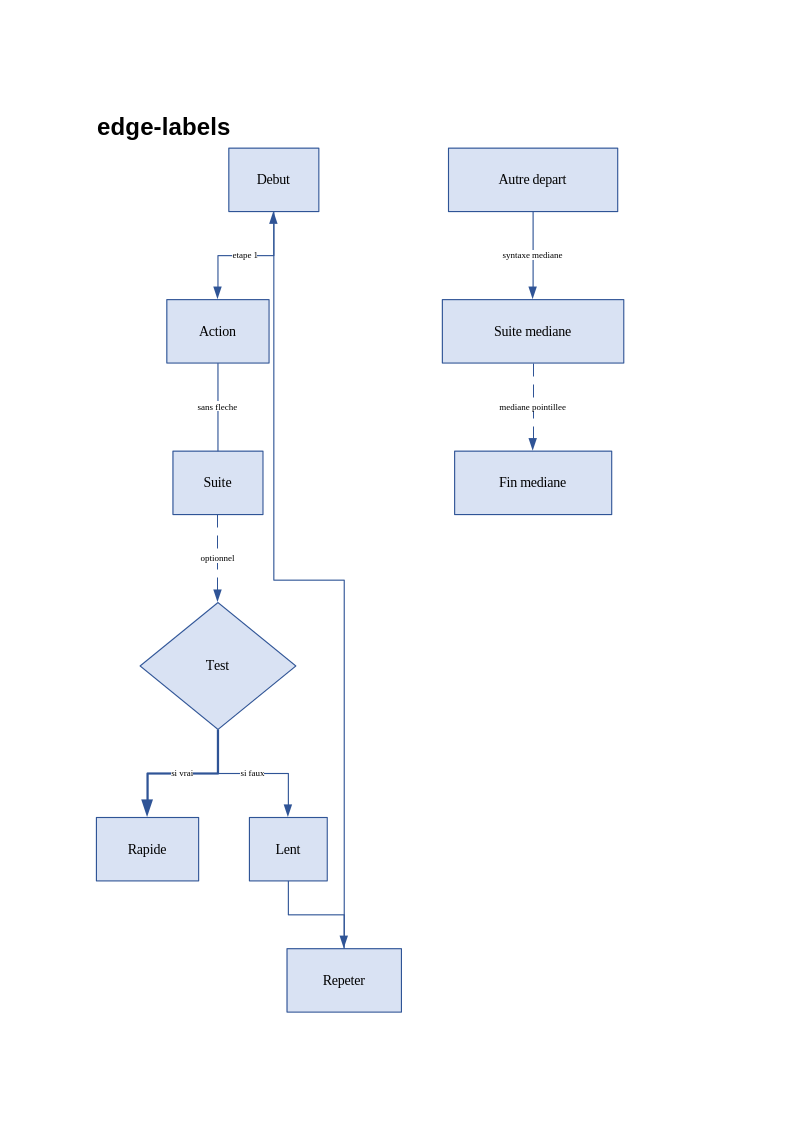 edge-labels
Debut
Autre depart
etape 1
syntaxe mediane
Action
Suite mediane
sans fleche
mediane pointillee
Suite
Fin mediane
optionnel
Test
si vrai
si faux
Rapide
Lent
Repeter